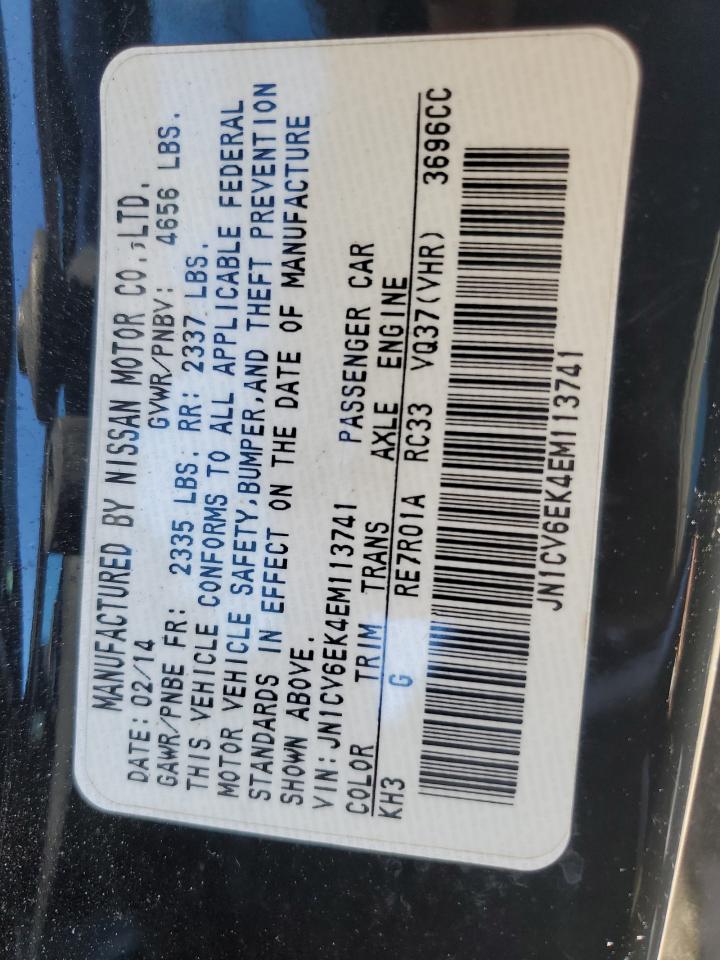 MANUFACTURED BY NISSAN MOTOR CO.,LTD.
DATE:02/14 GVWR/PNBV: 4656 LBS.
GAWR/PNBE FR: 2335 LBS. RR: 2337 LBS.
THIS VEHICLE CONFORMS TO ALL APPLICABLE FEDERAL
MOTOR VEHICLE SAFETY,BUMPER,AND THEFT PREVENTION
STANDARDS IN EFFECT ON THE DATE OF MANUFACTURE
SHOWN ABOVE.
VIN:JN1CV6EK4EM113741 PASSENGER CAR
COLOR TRIM TRANS AXLE ENGINE
KH3 G RE7R01A RC33 VQ37(VHR) 3696CC
JN1CV6EK4EM113741